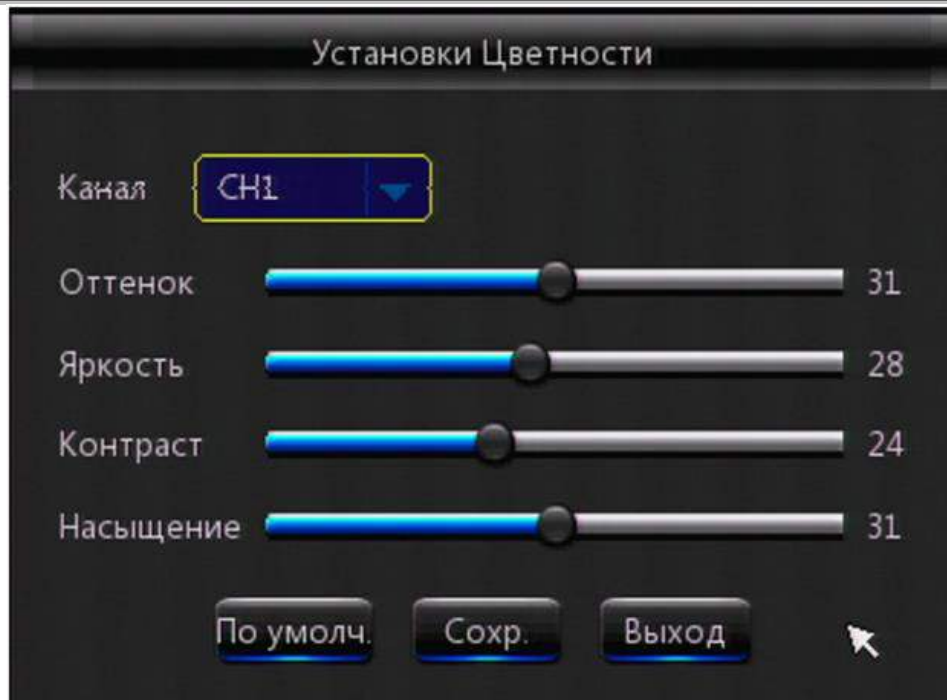 Установки Цветности
Канал CH1
Оттенок 31
Яркость 28
Контраст 24
Насыщение 31
По умолч. Сохр. Выход